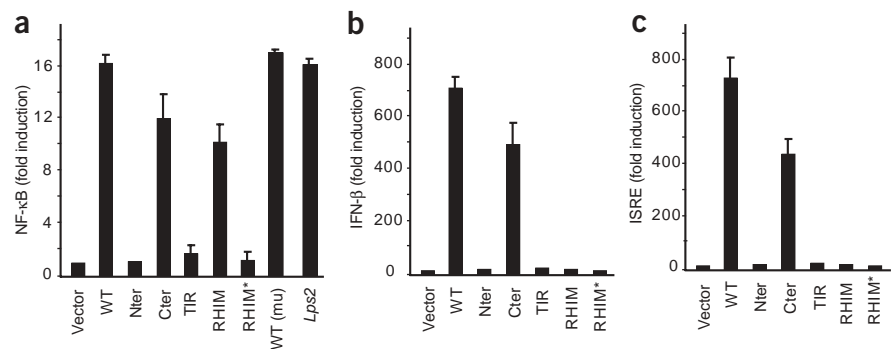 a
NF-κB (fold induction)
16
12
8
4
0
Vector
WT
Nter
Cter
TIR
RHIM
RHIM*
WT (mu)
Lps2
b
IFN-β (fold induction)
800
600
400
200
0
Vector
WT
Nter
Cter
TIR
RHIM
RHIM*
c
ISRE (fold induction)
800
600
400
200
0
Vector
WT
Nter
Cter
TIR
RHIM
RHIM*